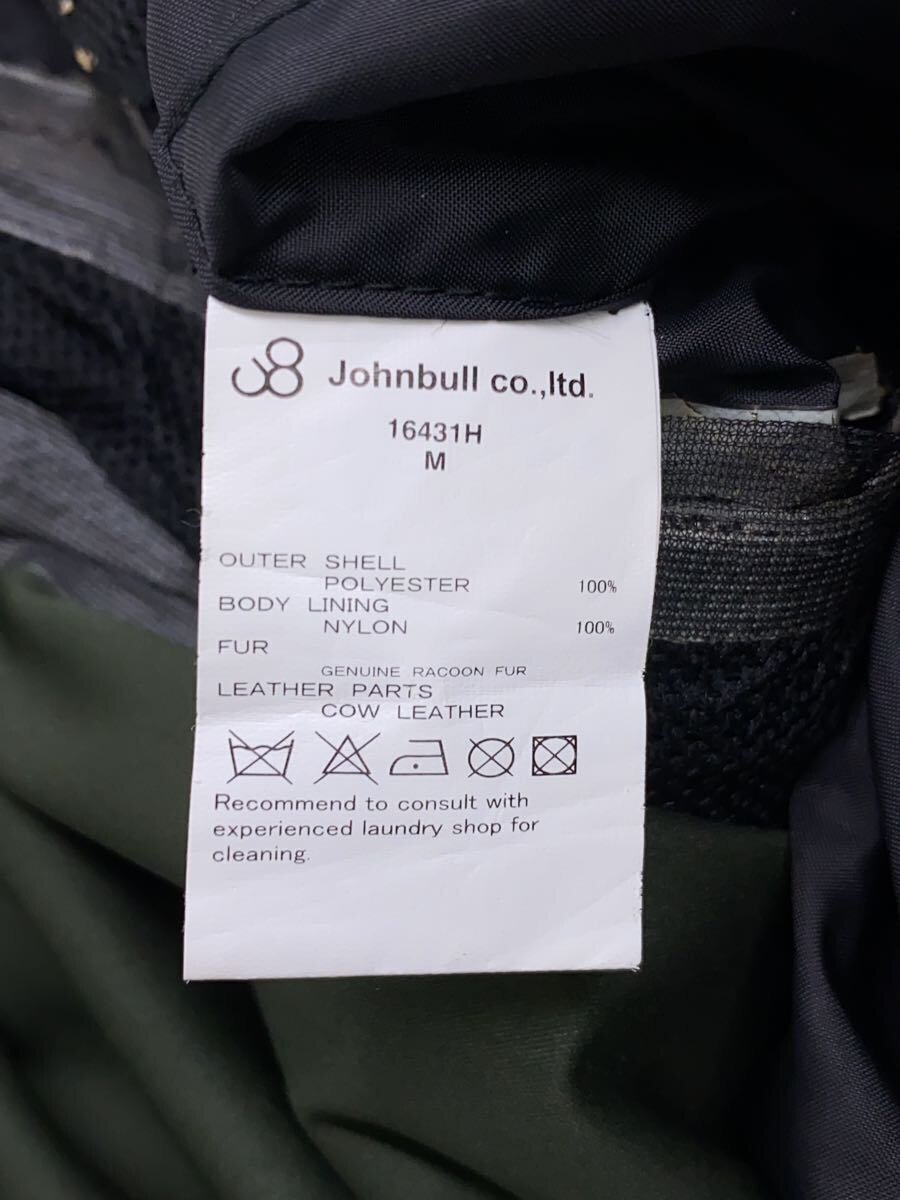 Johnbull co.,ltd.
16431H
M
OUTER SHELL
POLYESTER 100%
BODY LINING
NYLON 100%
FUR
GENUINE RACOON FUR
LEATHER PARTS
COW LEATHER
Recommend to consult with
experienced laundry shop for
cleaning.